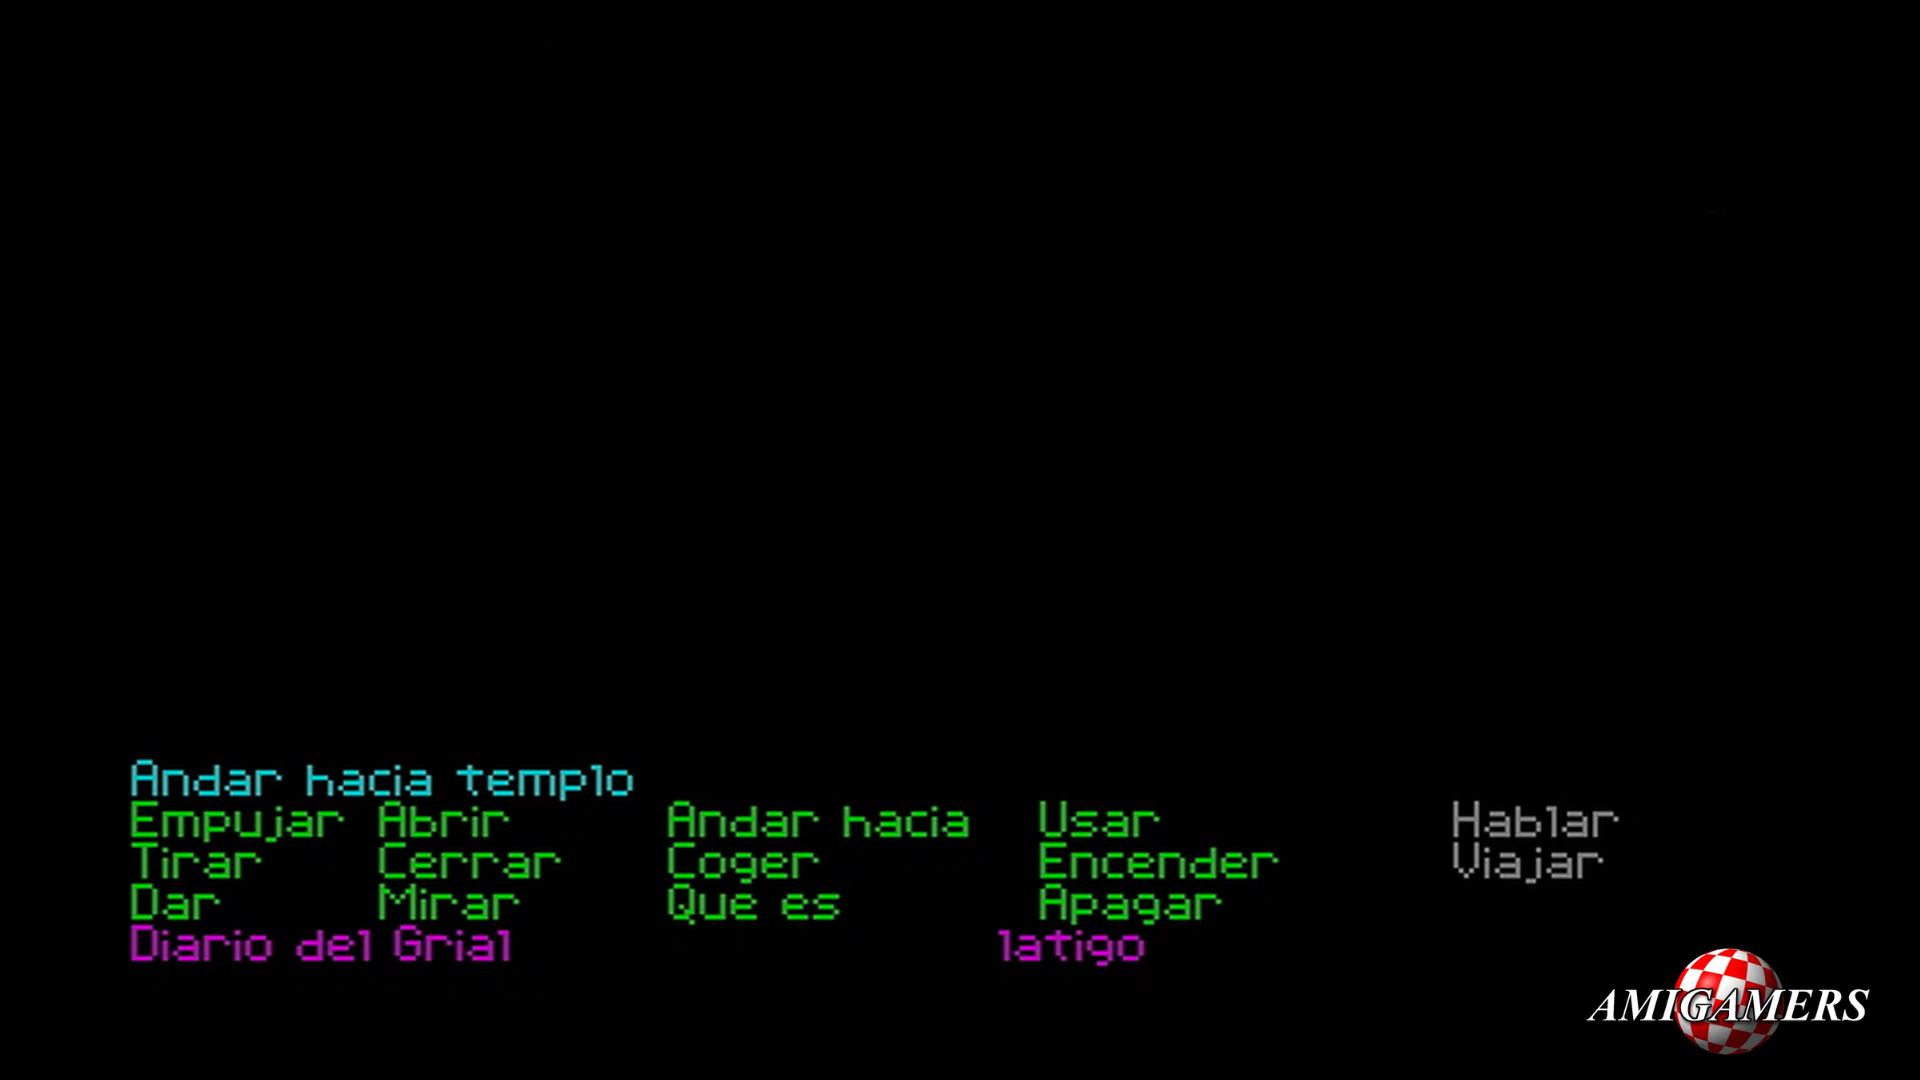 Andar hacia templo
Empujar Abrir Andar hacia Usar Hablar
Tirar Cerrar Coger Encender Viajar
Dar Mirar Que es Apagar
Diario del Grial latigo
AMIGAMERS